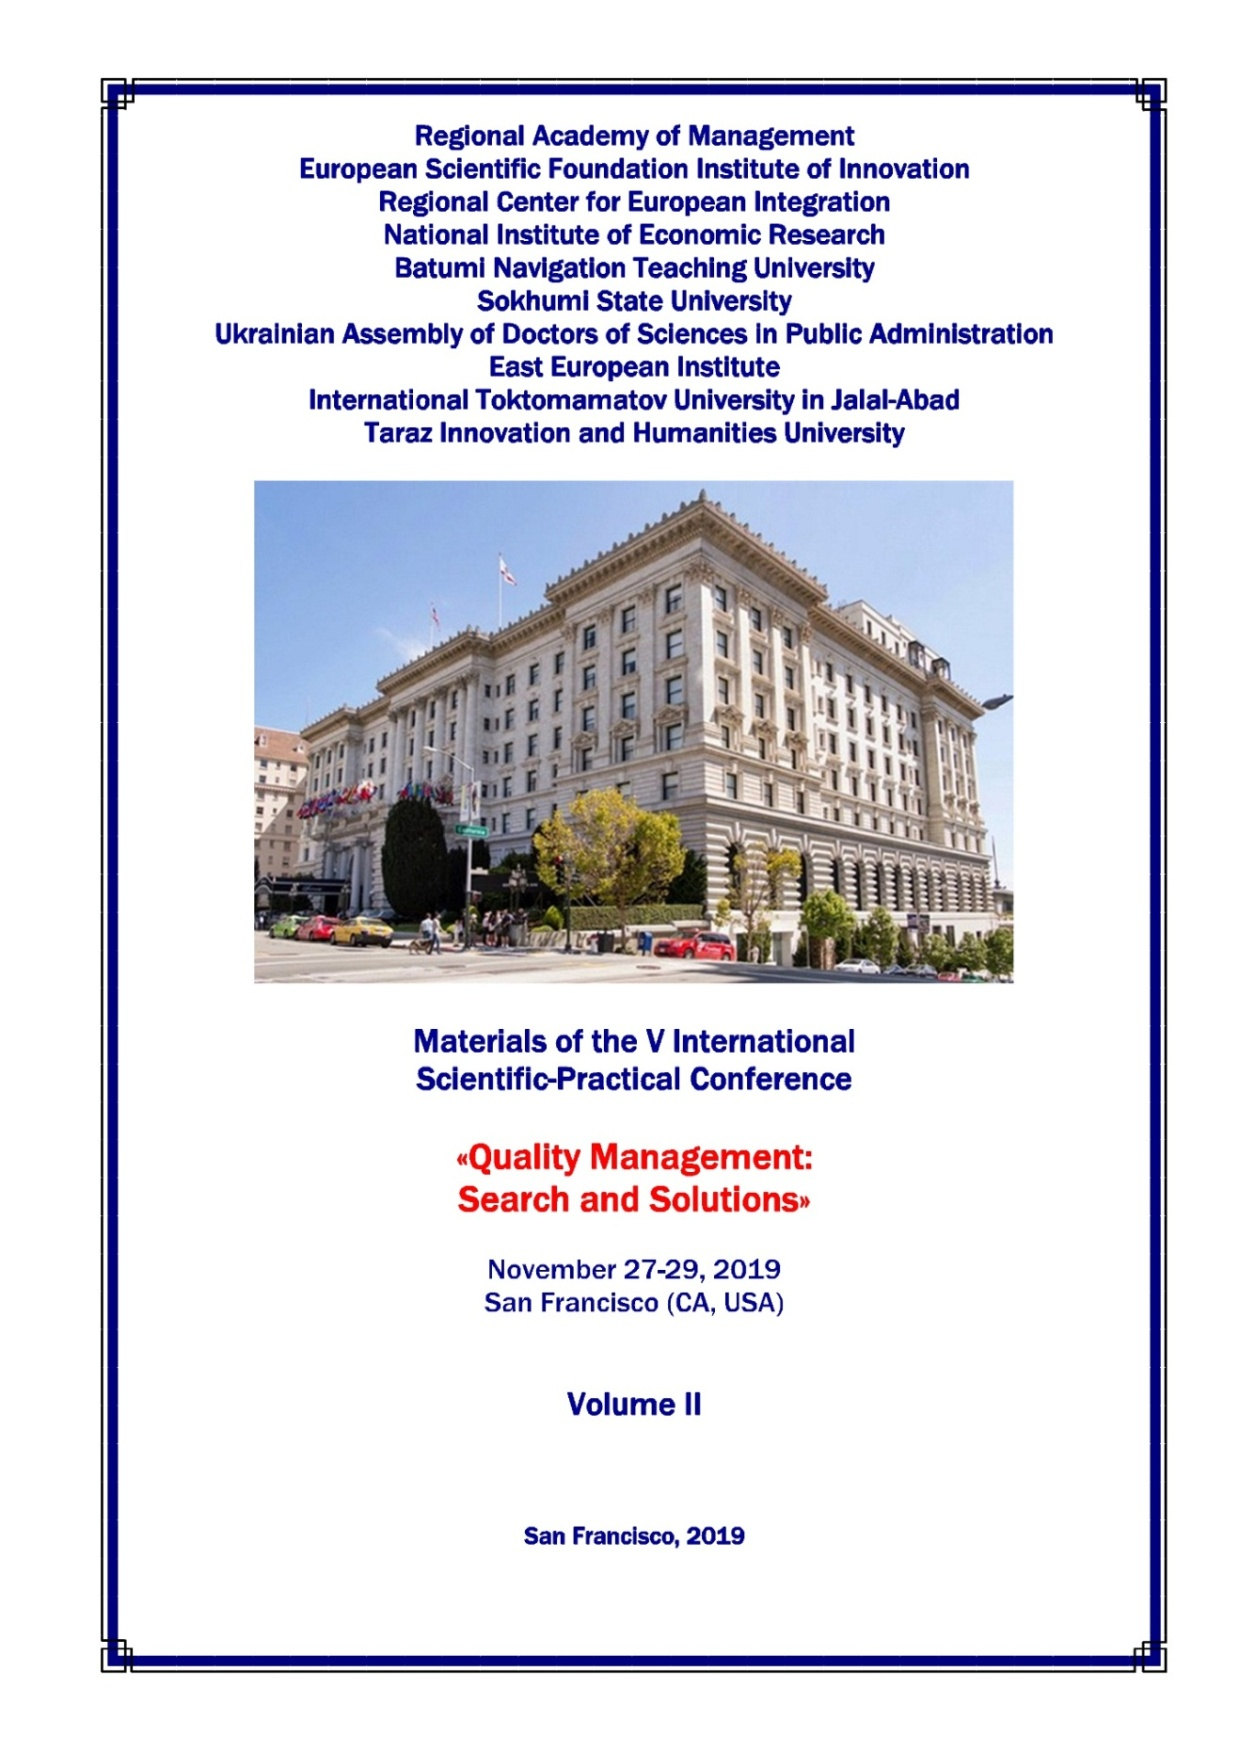 Regional Academy of Management
European Scientific Foundation Institute of Innovation
Regional Center for European Integration
National Institute of Economic Research
Batumi Navigation Teaching University
Sokhumi State University
Ukrainian Assembly of Doctors of Sciences in Public Administration
East European Institute
International Toktomamatov University in Jalal-Abad
Taraz Innovation and Humanities University
Materials of the V International
Scientific-Practical Conference
«Quality Management:
Search and Solutions»
November 27-29, 2019
San Francisco (CA, USA)
Volume II
San Francisco, 2019